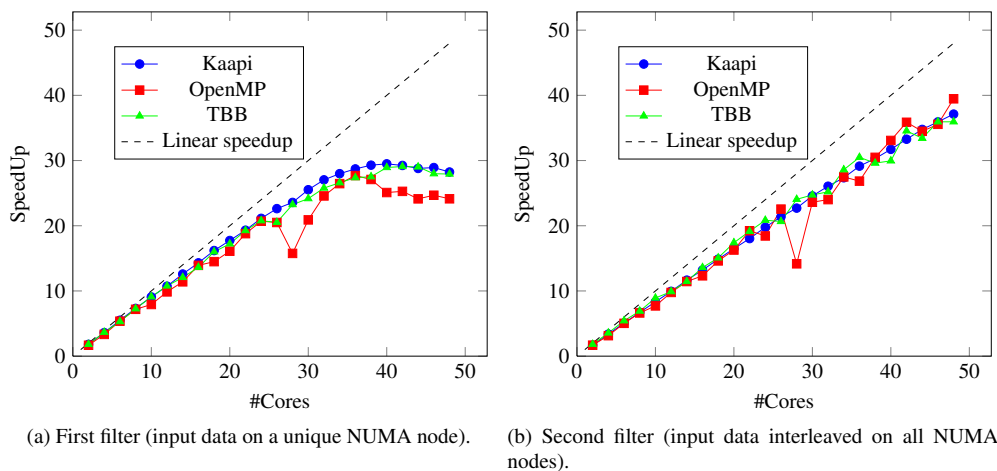 50
40
30
20
10
0
SpeedUp
0
10
20
30
40
50
#Cores
Kaapi
OpenMP
TBB
Linear speedup
(a) First filter (input data on a unique NUMA node).
50
40
30
20
10
0
SpeedUp
0
10
20
30
40
50
#Cores
Kaapi
OpenMP
TBB
Linear speedup
(b) Second filter (input data interleaved on all NUMA
nodes).